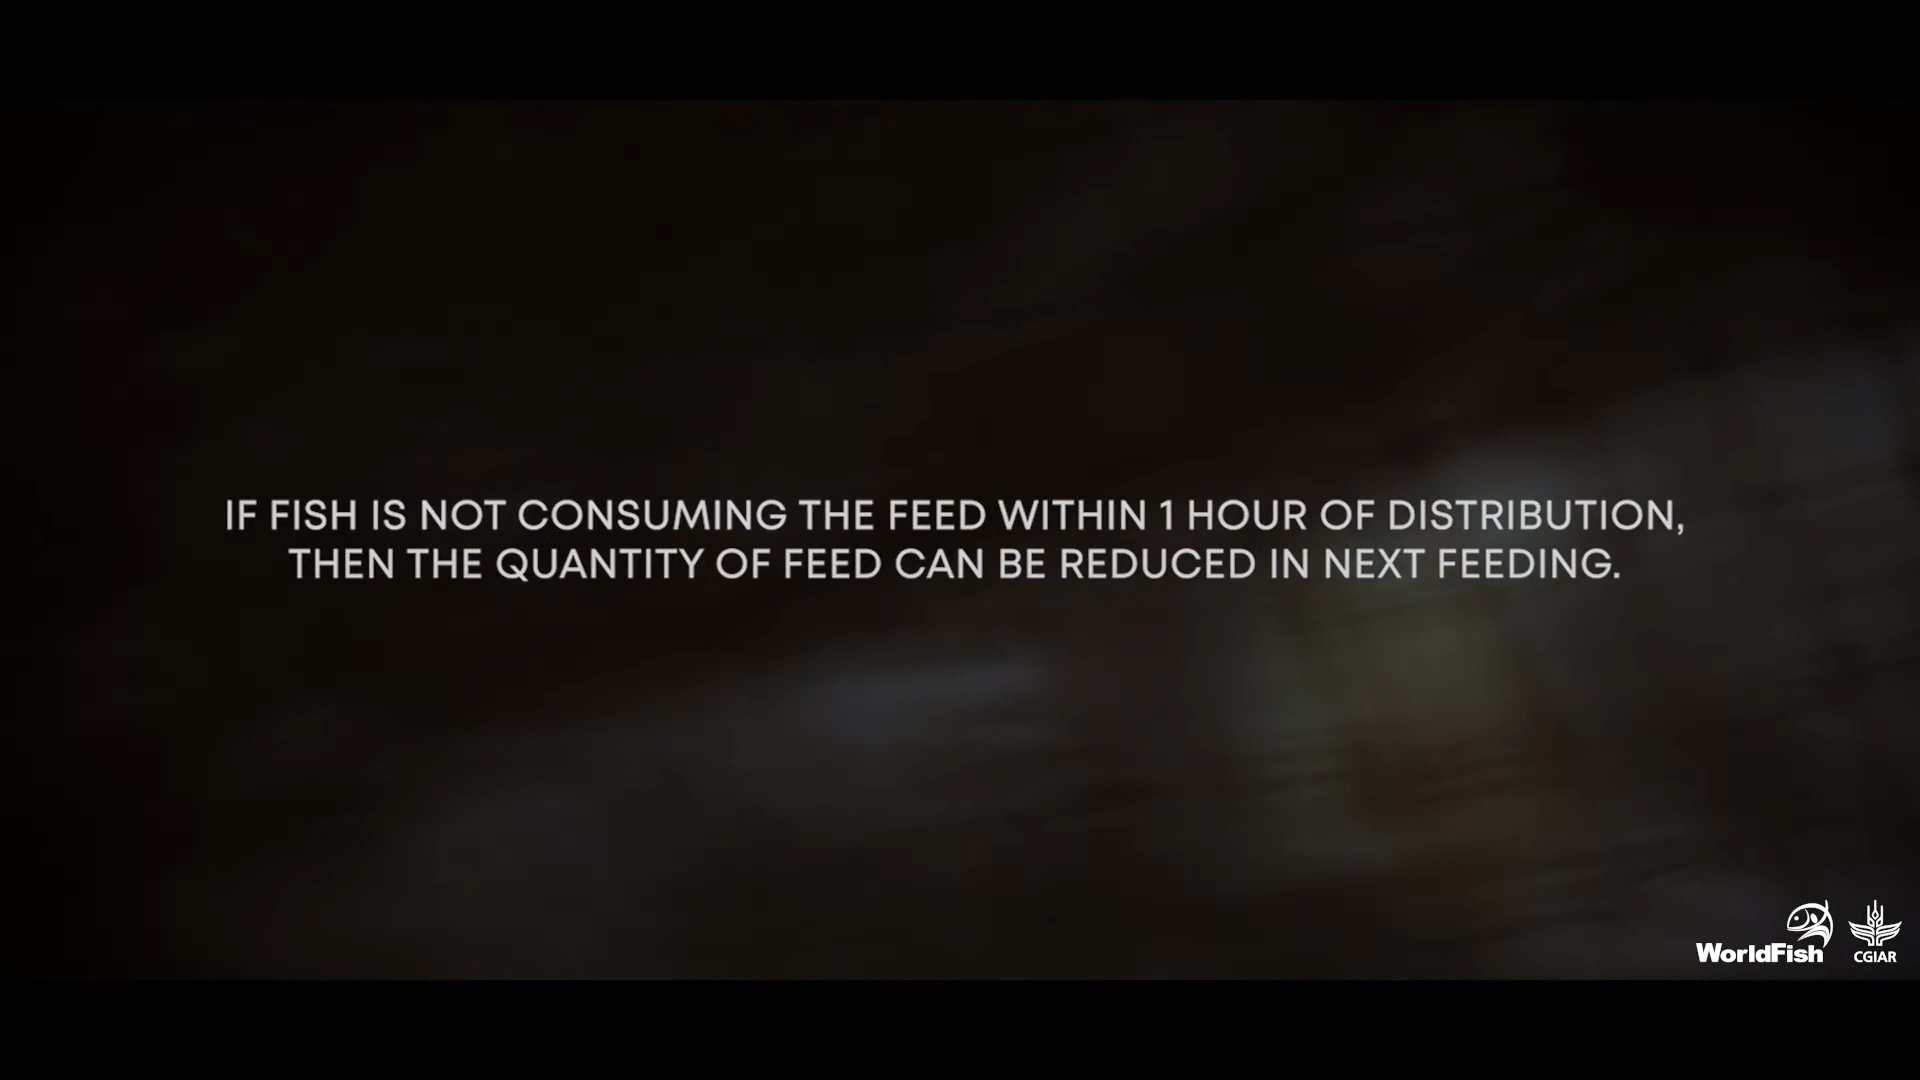 IF FISH IS NOT CONSUMING THE FEED WITHIN 1 HOUR OF DISTRIBUTION,
THEN THE QUANTITY OF FEED CAN BE REDUCED IN NEXT FEEDING.
WorldFish
CGIAR